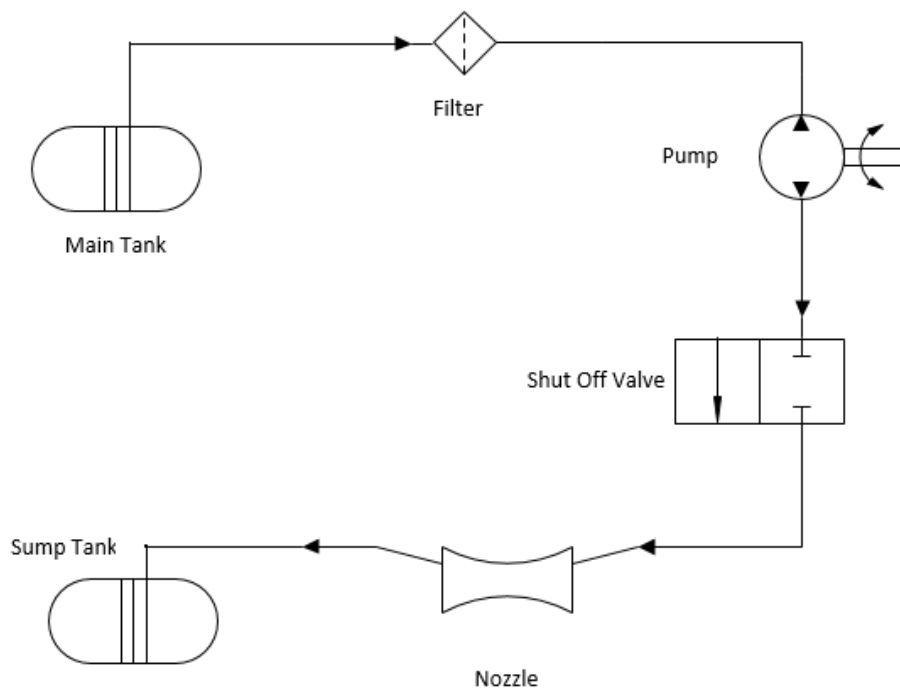 Filter
Pump
Main Tank
Shut Off Valve
Sump Tank
Nozzle